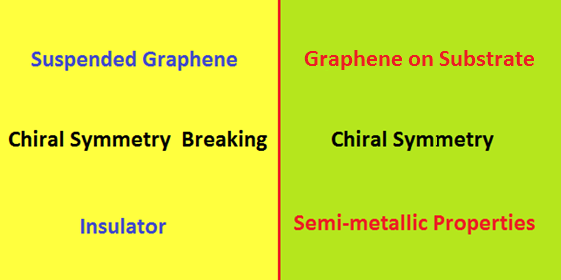 Suspended Graphene
Chiral Symmetry Breaking
Insulator
Graphene on Substrate
Chiral Symmetry
Semi-metallic Properties